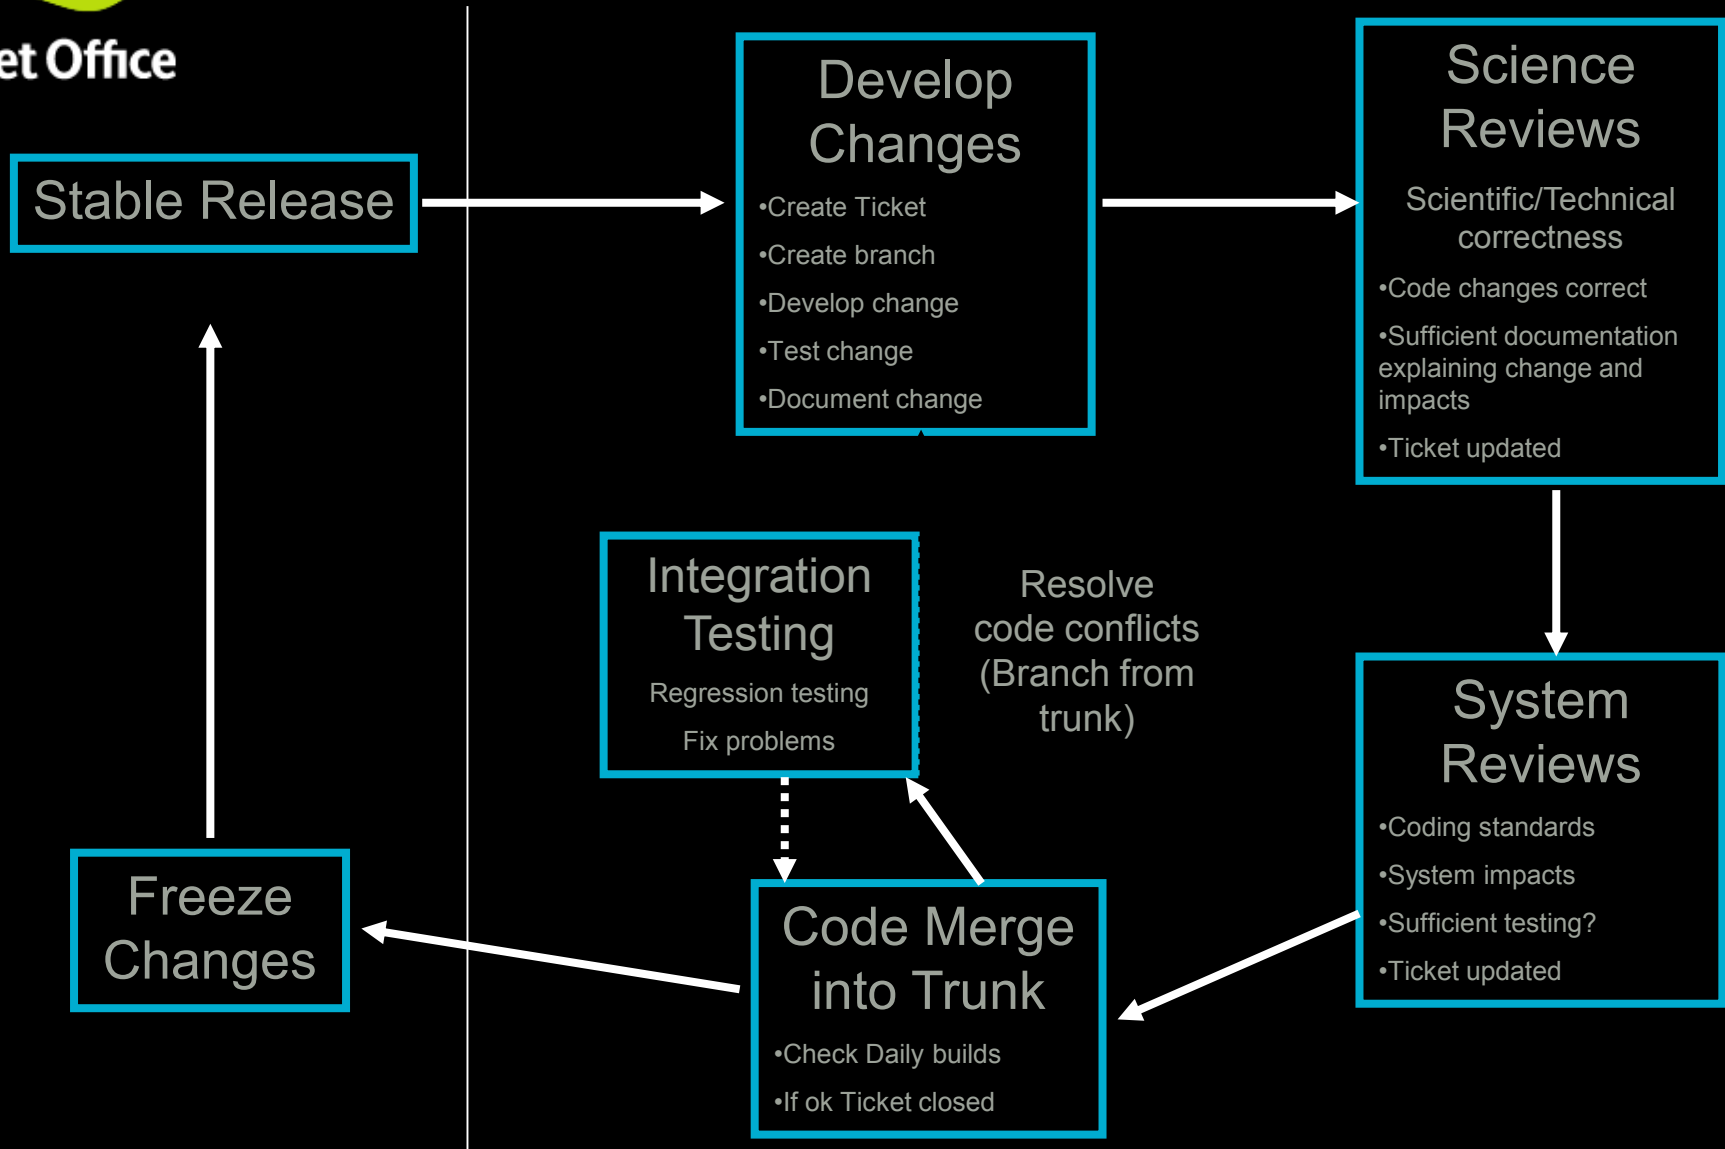 et Office
Stable Release
Develop
Changes
•Create Ticket
•Create branch
•Develop change
•Test change
•Document change
Science
Reviews
Scientific/Technical
correctness
•Code changes correct
•Sufficient documentation
explaining change and
impacts
•Ticket updated
Integration
Testing
Regression testing
Fix problems
Resolve
code conflicts
(Branch from
trunk)
System
Reviews
•Coding standards
•System impacts
•Sufficient testing?
•Ticket updated
Freeze
Changes
Code Merge
into Trunk
•Check Daily builds
•If ok Ticket closed